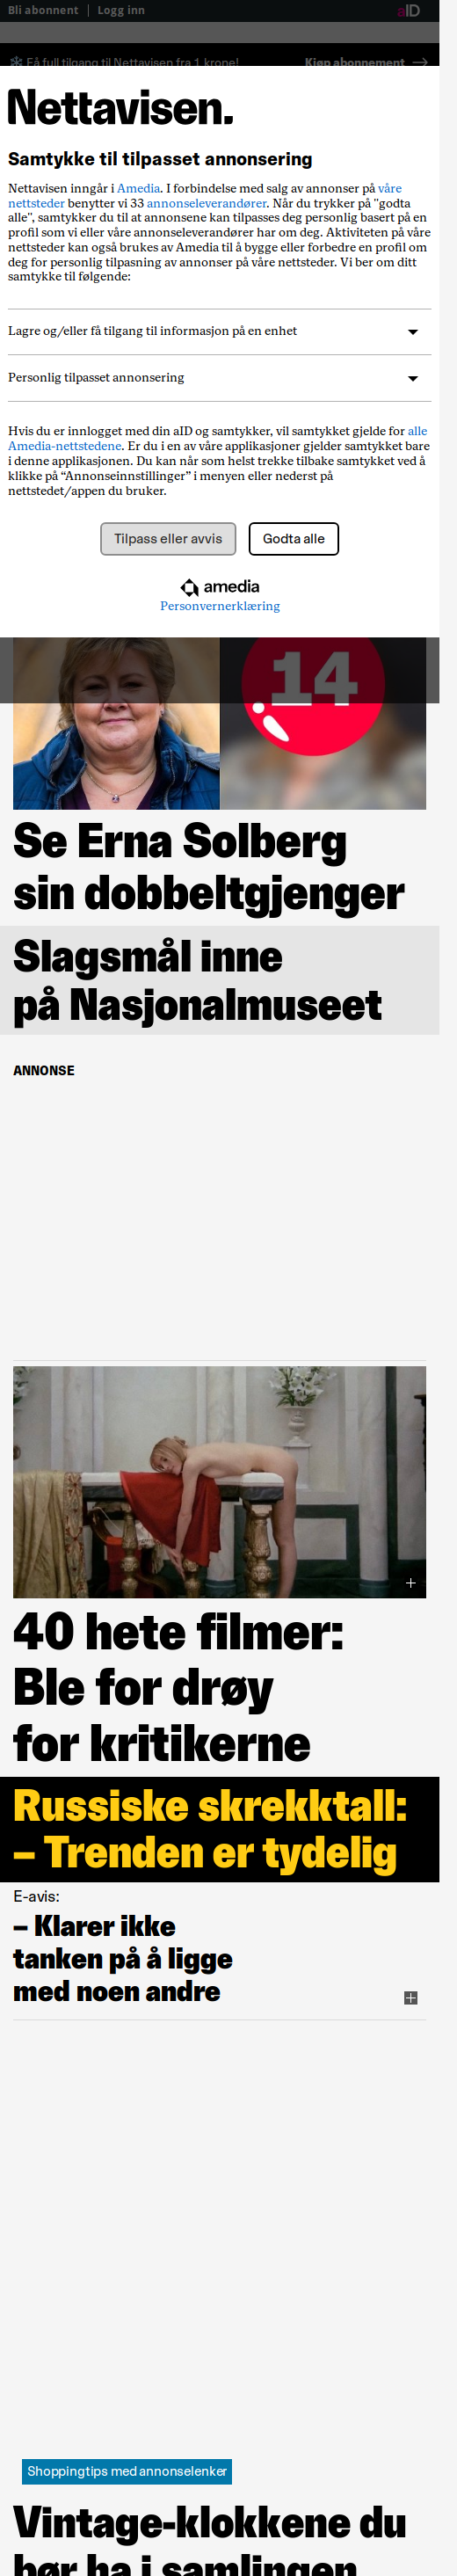 Bli abonnent | Logg inn
aID
Få full tilgang til Nettavisen fra 1 krone!
Kjøp abonnement →
Nettavisen.
Samtykke til tilpasset annonsering
Nettavisen inngår i Amedia. I forbindelse med salg av annonser på våre
nettsteder benytter vi 33 annonseleverandører. Når du trykker på "godta
alle", samtykker du til at annonsene kan tilpasses deg personlig basert på en
profil som vi eller våre annonseleverandører har om deg. Aktiviteten på våre
nettsteder kan også brukes av Amedia til å bygge eller forbedre en profil om
deg for personlig tilpasning av annonser på våre nettsteder. Vi ber om ditt
samtykke til følgende:
Lagre og/eller få tilgang til informasjon på en enhet
Personlig tilpasset annonsering
Hvis du er innlogget med din aID og samtykker, vil samtykket gjelde for alle
Amedia-nettstedene. Er du i en av våre applikasjoner gjelder samtykket bare
i denne applikasjonen. Du kan når som helst trekke tilbake samtykket ved å
klikke på “Annonseinnstillinger” i menyen eller nederst på
nettstedet/appen du bruker.
Tilpass eller avvis
Godta alle
amedia
Personvernerklæring
14
Se Erna Solberg
sin dobbeltgjenger
Slagsmål inne
på Nasjonalmuseet
ANNONSE
40 hete filmer:
Ble for drøy
for kritikerne
Russiske skrekktall:
– Trenden er tydelig
E-avis:
– Klarer ikke
tanken på å ligge
med noen andre
Shoppingtips med annonselenker
Vintage-klokkene du
bør ha i samlingen